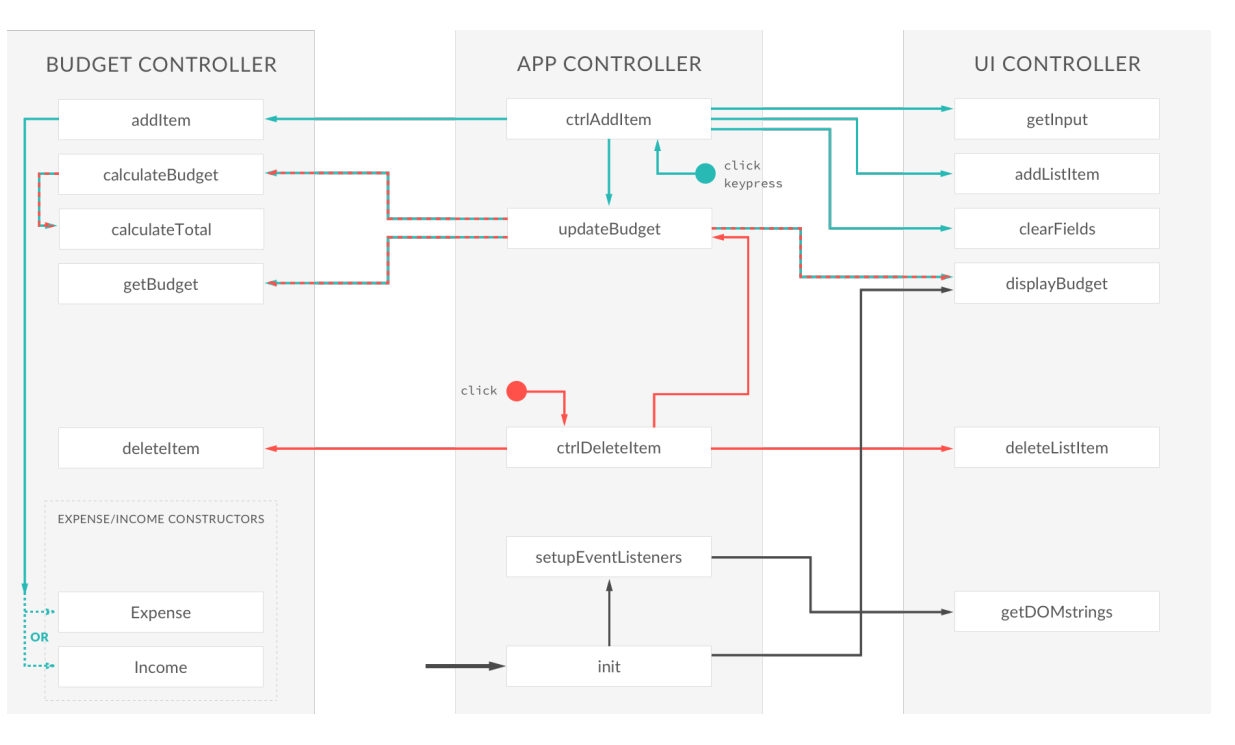 BUDGET CONTROLLER
addItem
calculateBudget
calculateTotal
getBudget
deleteItem
EXPENSE/INCOME CONSTRUCTORS
Expense
OR
Income
APP CONTROLLER
ctrlAddItem
click
keypress
updateBudget
click
ctrlDeleteItem
setupEventListeners
init
UI CONTROLLER
getInput
addListItem
clearFields
displayBudget
deleteListItem
getDOMstrings